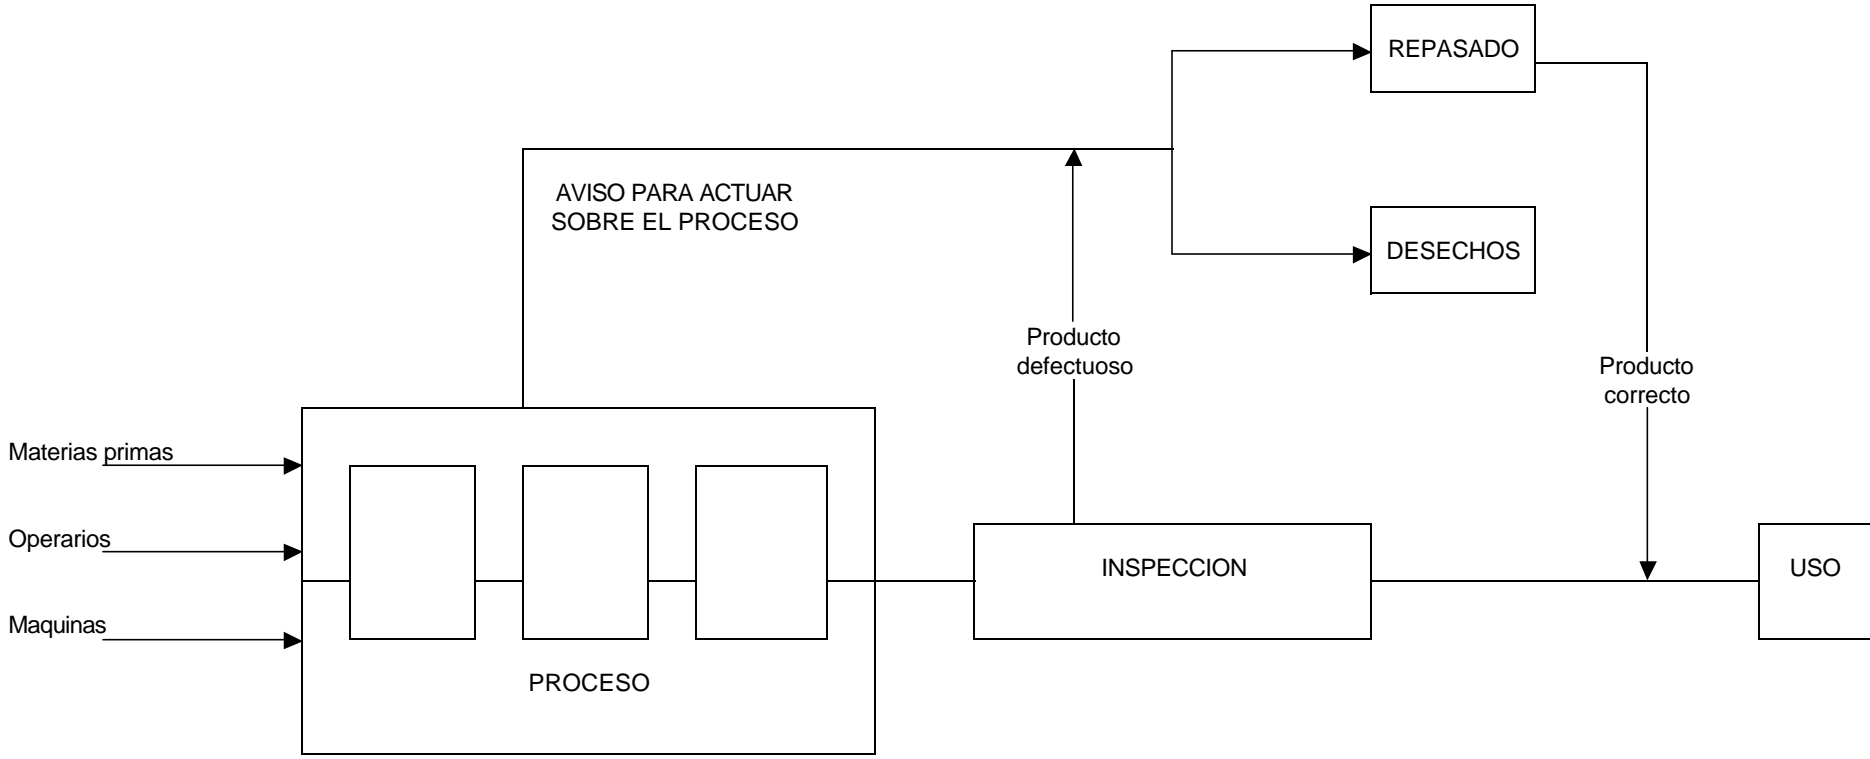 REPASADO
AVISO PARA ACTUAR
SOBRE EL PROCESO
DESECHOS
Producto
defectuoso
Producto
correcto
Materias primas
Operarios
Maquinas
INSPECCION
USO
PROCESO